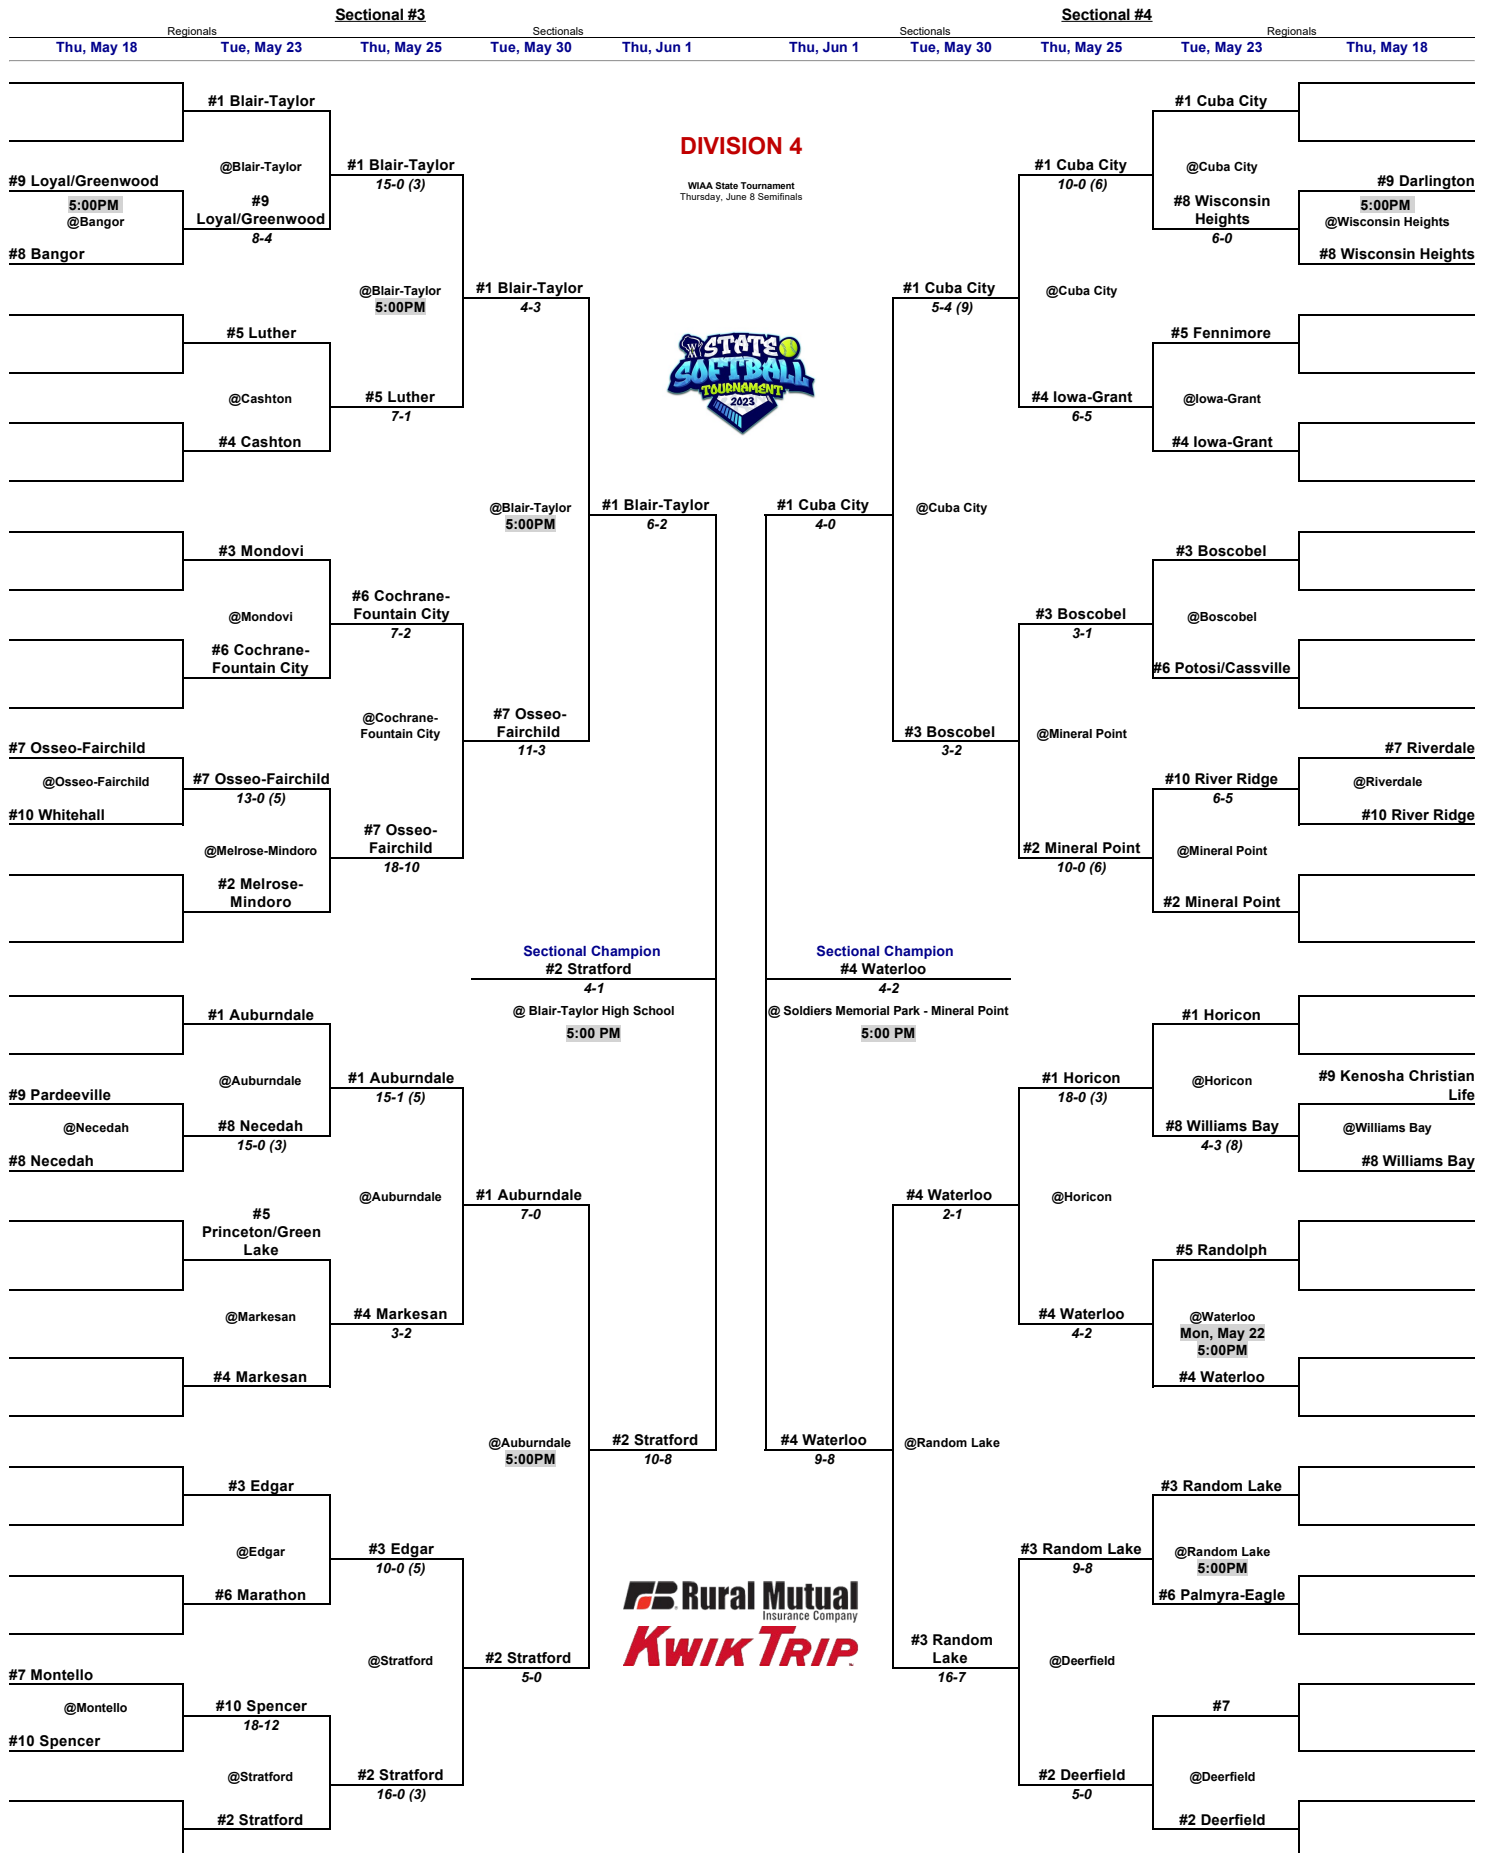 Sectional #3
Sectional #4
Regionals
Sectionals
Sectionals
Regionals
Thu, May 18
Tue, May 23
Thu, May 25
Tue, May 30
Thu, Jun 1
Thu, Jun 1
Tue, May 30
Thu, May 25
Tue, May 23
Thu, May 18
#1 Blair-Taylor
@Blair-Taylor
#1 Blair-Taylor
15-0 (3)
#9 Loyal/Greenwood
5:00PM
@Bangor
#8 Bangor
#9
Loyal/Greenwood
8-4
@Blair-Taylor
5:00PM
#1 Blair-Taylor
4-3
#5 Luther
@Cashton
#5 Luther
7-1
#4 Cashton
@Blair-Taylor
5:00PM
#1 Blair-Taylor
6-2
#3 Mondovi
@Mondovi
#6 Cochrane-
Fountain City
7-2
#6 Cochrane-
Fountain City
@Cochrane-
Fountain City
#7 Osseo-
Fairchild
11-3
#7 Osseo-Fairchild
@Osseo-Fairchild
#10 Whitehall
#7 Osseo-Fairchild
13-0 (5)
@Melrose-Mindoro
#7 Osseo-
Fairchild
18-10
#2 Melrose-
Mindoro
Sectional Champion
#2 Stratford
4-1
@ Blair-Taylor High School
5:00 PM
#1 Auburndale
@Auburndale
#1 Auburndale
15-1 (5)
#9 Pardeeville
@Necedah
#8 Necedah
#8 Necedah
15-0 (3)
@Auburndale
#1 Auburndale
7-0
#5
Princeton/Green
Lake
@Markesan
#4 Markesan
3-2
#4 Markesan
@Auburndale
5:00PM
#2 Stratford
10-8
#3 Edgar
@Edgar
#3 Edgar
10-0 (5)
#6 Marathon
@Stratford
#2 Stratford
5-0
#7 Montello
@Montello
#10 Spencer
#10 Spencer
18-12
@Stratford
#2 Stratford
16-0 (3)
#2 Stratford
DIVISION 4
WIAA State Tournament
Thursday, June 8 Semifinals
STATE
SOFTBALL
TOURNAMENT
2023
Rural Mutual
Insurance Company
KWIK TRIP
#1 Cuba City
@Cuba City
#1 Cuba City
10-0 (6)
#9 Darlington
5:00PM
@Wisconsin Heights
#8 Wisconsin Heights
#8 Wisconsin
Heights
6-0
@Cuba City
#1 Cuba City
5-4 (9)
#5 Fennimore
@Iowa-Grant
#4 Iowa-Grant
6-5
#4 Iowa-Grant
@Cuba City
#1 Cuba City
4-0
#3 Boscobel
@Boscobel
#3 Boscobel
3-1
#6 Potosi/Cassville
@Mineral Point
#3 Boscobel
3-2
#7 Riverdale
@Riverdale
#10 River Ridge
#10 River Ridge
6-5
@Mineral Point
#2 Mineral Point
10-0 (6)
#2 Mineral Point
Sectional Champion
#4 Waterloo
4-2
@ Soldiers Memorial Park - Mineral Point
5:00 PM
#1 Horicon
@Horicon
#1 Horicon
18-0 (3)
#9 Kenosha Christian
Life
@Williams Bay
#8 Williams Bay
#8 Williams Bay
4-3 (8)
@Horicon
#4 Waterloo
2-1
#5 Randolph
@Waterloo
Mon, May 22
5:00PM
#4 Waterloo
4-2
#4 Waterloo
@Random Lake
#4 Waterloo
9-8
#3 Random Lake
@Random Lake
5:00PM
#3 Random Lake
9-8
#6 Palmyra-Eagle
@Deerfield
#3 Random
Lake
16-7
#7
@Deerfield
#2 Deerfield
5-0
#2 Deerfield